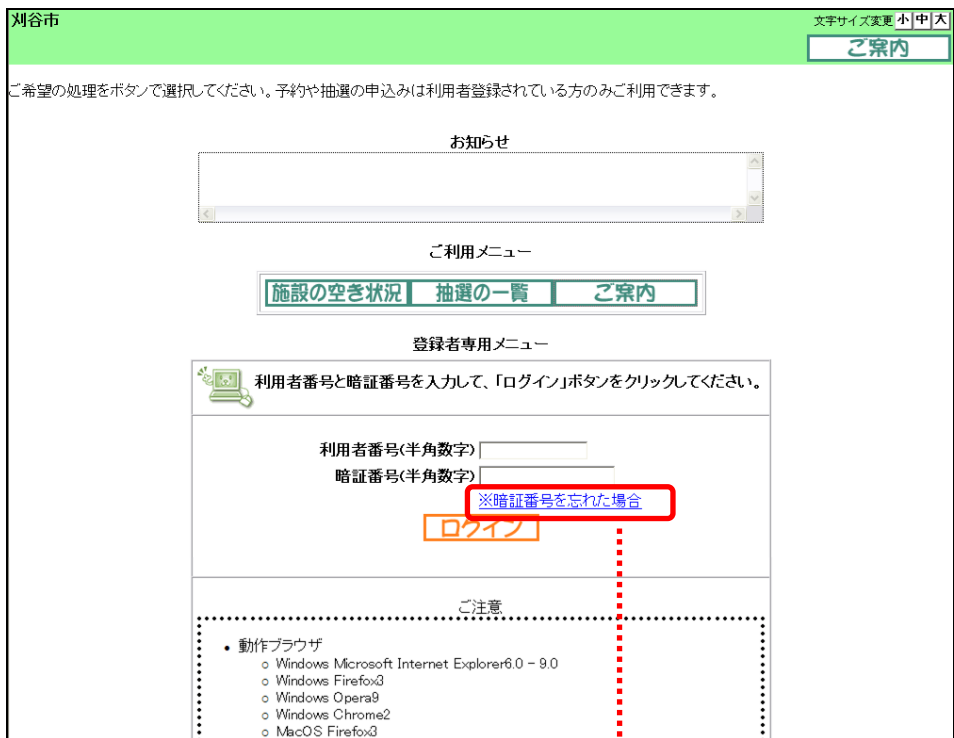 刈谷市
文字サイズ変更 小 中 大
ご案内
ご希望の処理をボタンで選択してください。予約や抽選の申込みは利用者登録されている方のみご利用できます。
お知らせ
ご利用メニュー
施設の空き状況 抽選の一覧 ご案内
登録者専用メニュー
利用者番号と暗証番号を入力して、「ログイン」ボタンをクリックしてください。
利用者番号(半角数字)
暗証番号(半角数字)
※暗証番号を忘れた場合
ログイン
ご注意
• 動作ブラウザ
○ Windows Microsoft Internet Explorer6.0 - 9.0
○ Windows Firefox3
○ Windows Opera9
○ Windows Chrome2
○ MacOS Firefox3